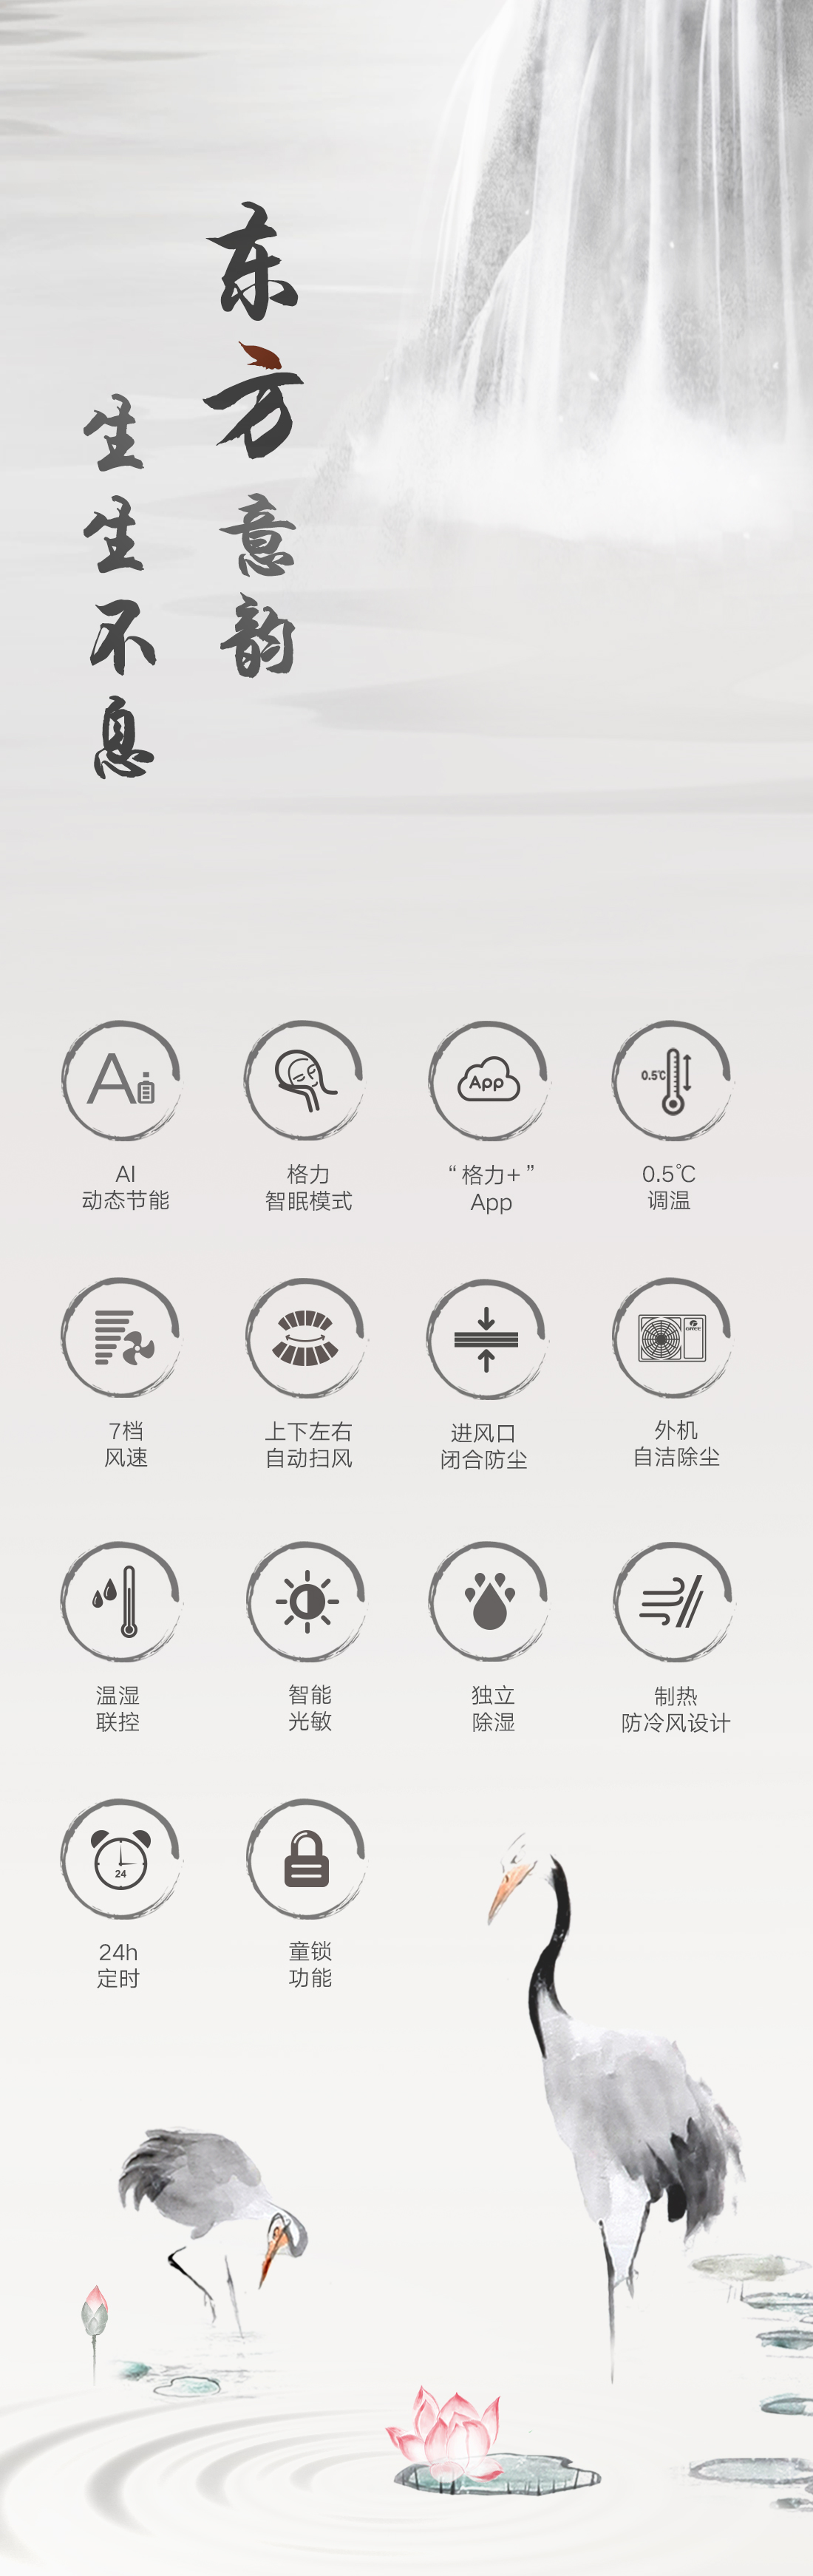 东方意韵
生生不息
Ai
App
0.5℃
AI
动态节能
格力
智眠模式
“格力+”
App
0.5℃
调温
GREE
7档
风速
上下左右
自动扫风
进风口
闭合防尘
外机
自洁除尘
温湿
联控
智能
光敏
独立
除湿
制热
防冷风设计
24
24h
定时
童锁
功能